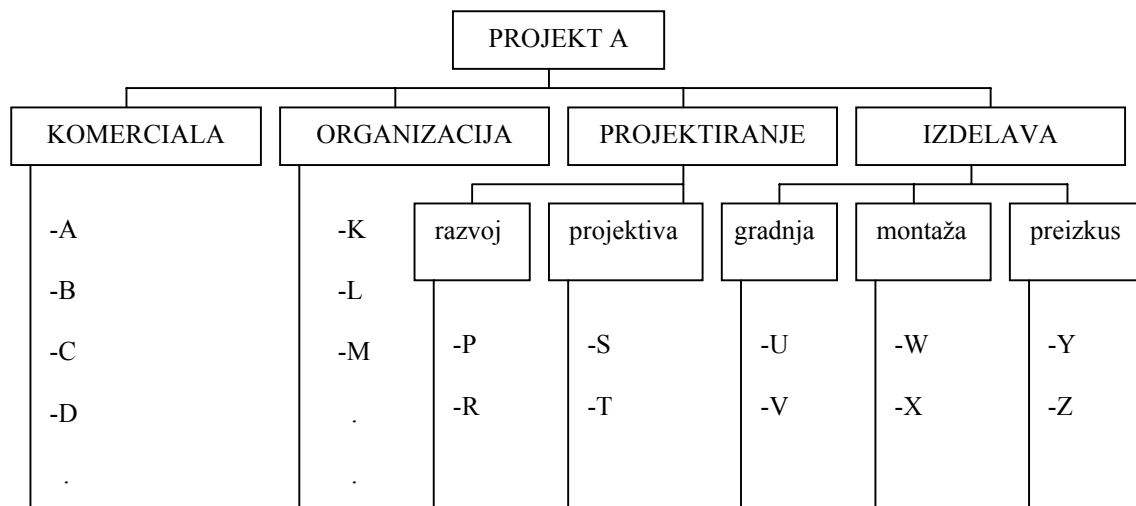 PROJEKT A
KOMERCIALA
ORGANIZACIJA
PROJEKTIRANJE
IZDELAVA
-A
-B
-C
-D
.
-K
-L
-M
.
.
razvoj
-P
-R
projektiva
-S
-T
gradnja
-U
-V
montaža
-W
-X
preizkus
-Y
-Z